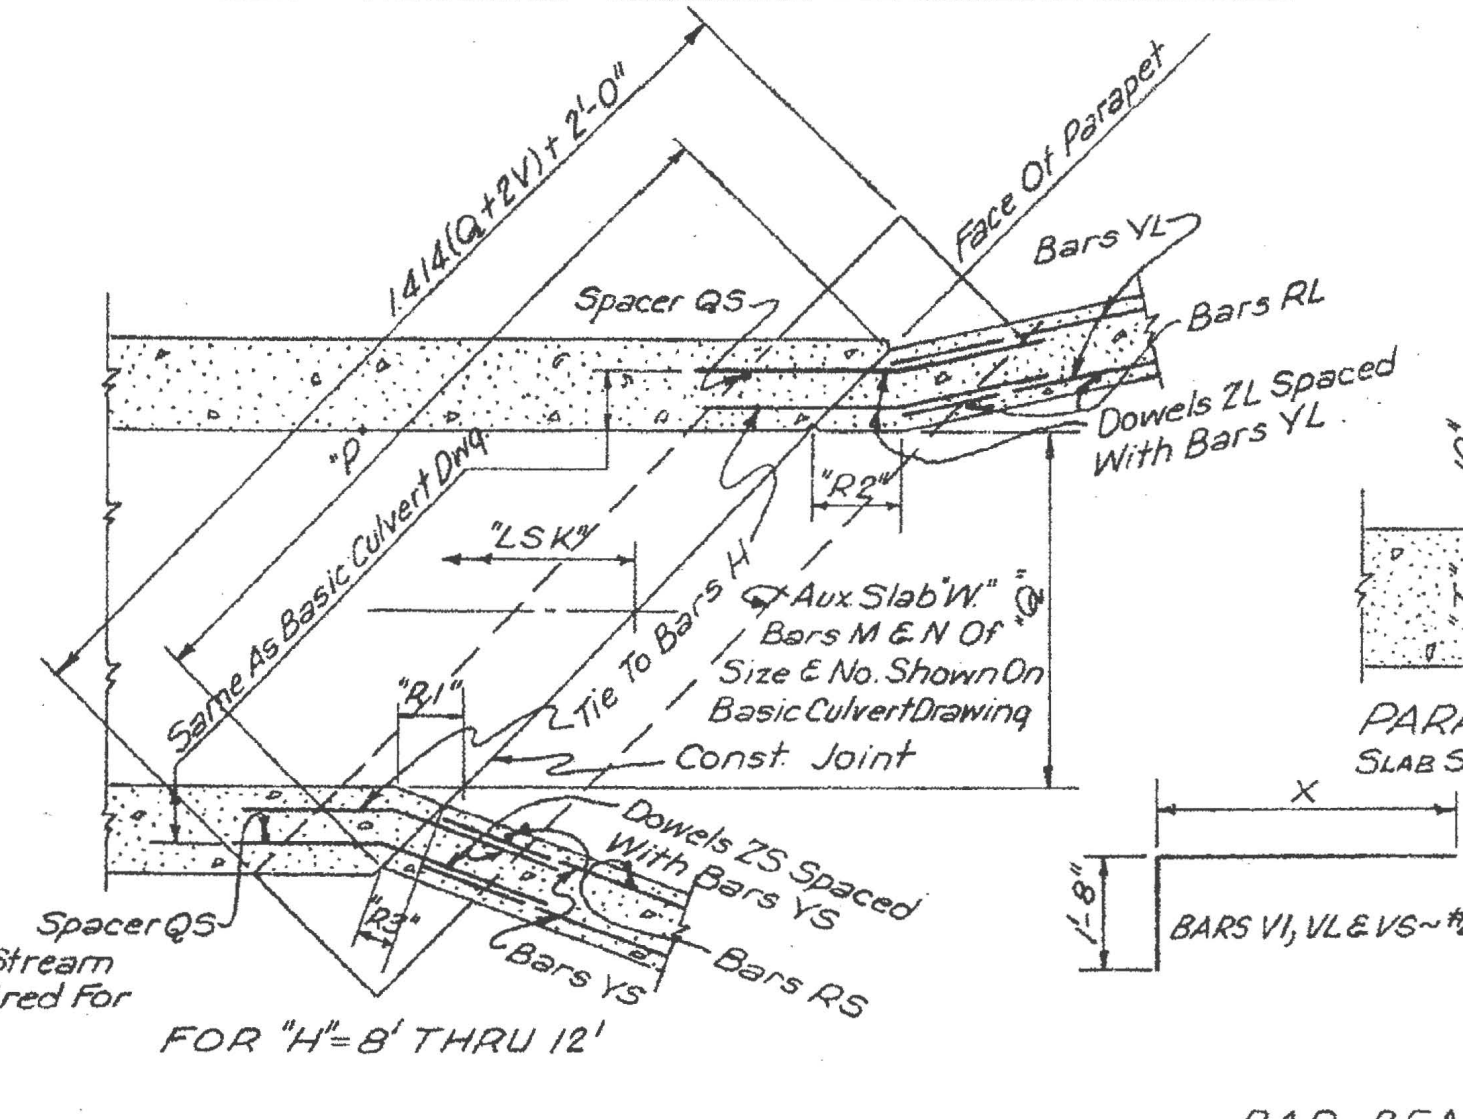 1.414(Q+2V)+2'-0"
Face Of Parapet
Bars YL
Spacer QS
Bars RL
Dowels ZL Spaced
With Bars YL
"P"
Same As Basic Culvert Dwg.
"R2"
"LSK"
Tie To Bars H
Aux. Slab "W."
Bars M & N Of
Size & No. Shown On
Basic Culvert Drawing
"Q"
"R1"
Const. Joint
PARA
SLAB S
X
1'-8"
BARS V1, VL & VS~#
Dowels ZS Spaced
With Bars YS
"R3"
Spacer QS
Stream
red For
Bars YS
Bars RS
FOR "H"=8' THRU 12'